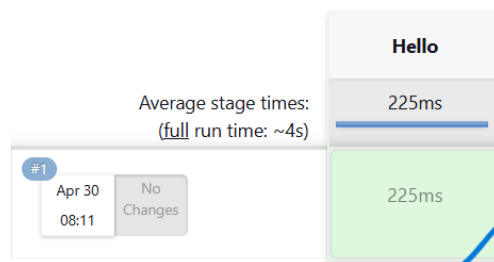 Hello
Average stage times:
(full run time: ~4s)
225ms
#1
Apr 30
08:11
No
Changes
225ms